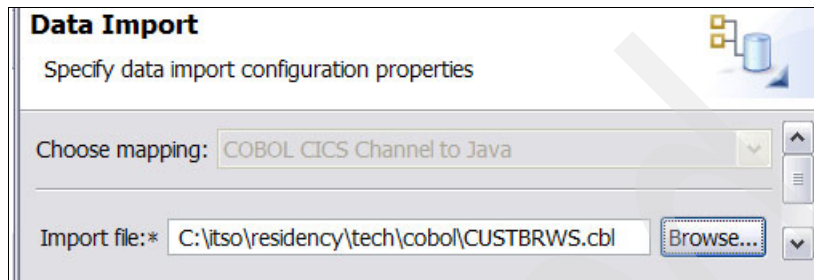 Data Import
Specify data import configuration properties
Choose mapping: COBOL CICS Channel to Java
Import file:* C:\itso\residency\tech\cobol\CUSTBRWS.cbl Browse...